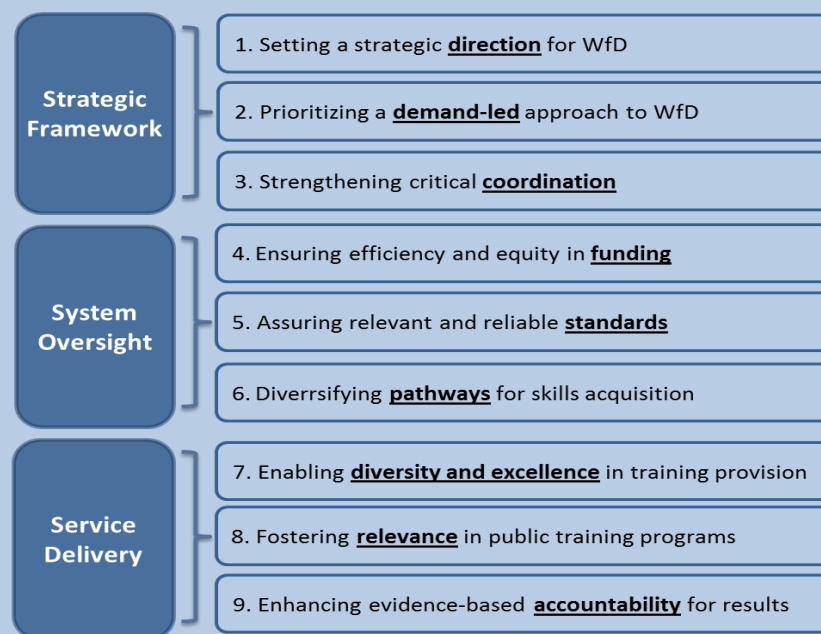 Strategic
Framework
1. Setting a strategic direction for WfD
2. Prioritizing a demand-led approach to WfD
3. Strengthening critical coordination
System
Oversight
4. Ensuring efficiency and equity in funding
5. Assuring relevant and reliable standards
6. Diverrsifying pathways for skills acquisition
Service
Delivery
7. Enabling diversity and excellence in training provision
8. Fostering relevance in public training programs
9. Enhancing evidence-based accountability for results